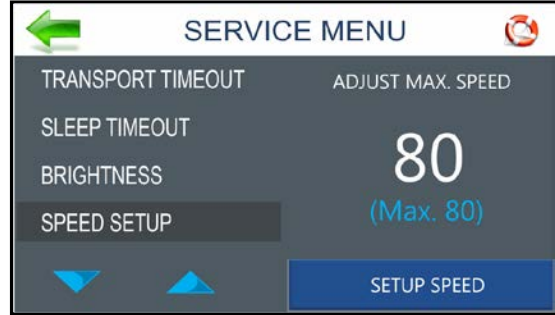 SERVICE MENU
TRANSPORT TIMEOUT
SLEEP TIMEOUT
BRIGHTNESS
SPEED SETUP
ADJUST MAX. SPEED
80
(Max. 80)
SETUP SPEED